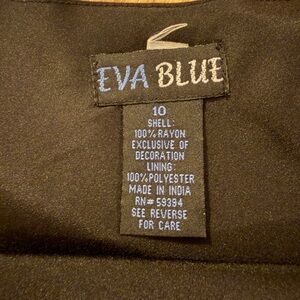 EVA BLUE
10
SHELL:
100% RAYON
EXCLUSIVE OF
DECORATION
LINING:
100% POLYESTER
MADE IN INDIA
RN# 59394
SEE REVERSE
FOR CARE